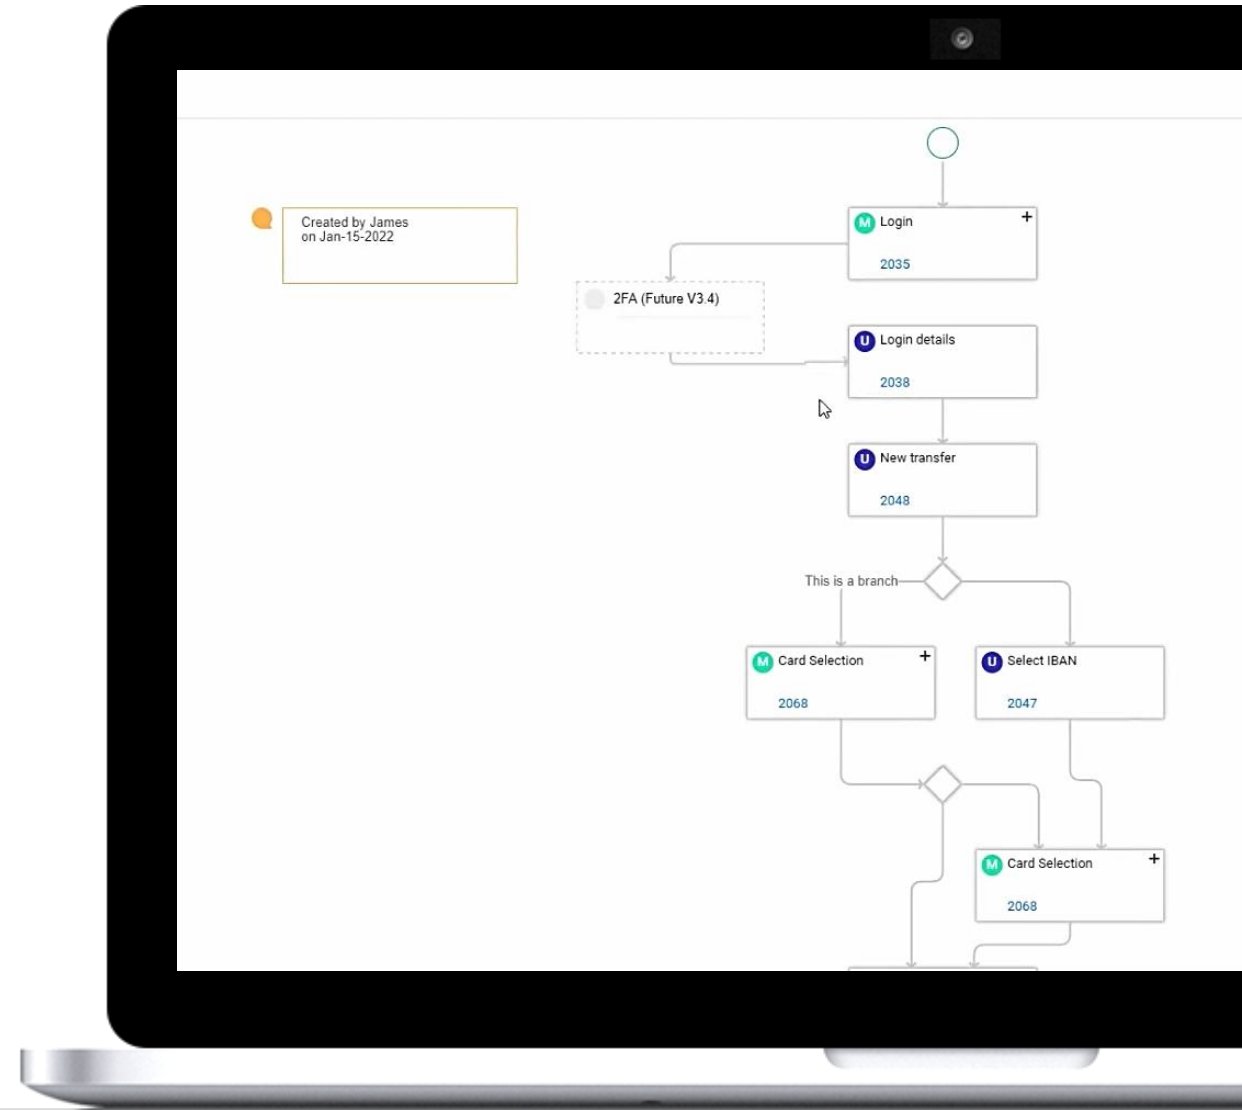 Created by James
on Jan-15-2022
M Login +
2035
2FA (Future V3.4)
U Login details
2038
U New transfer
2048
This is a branch
M Card Selection +
2068
U Select IBAN
2047
M Card Selection +
2068